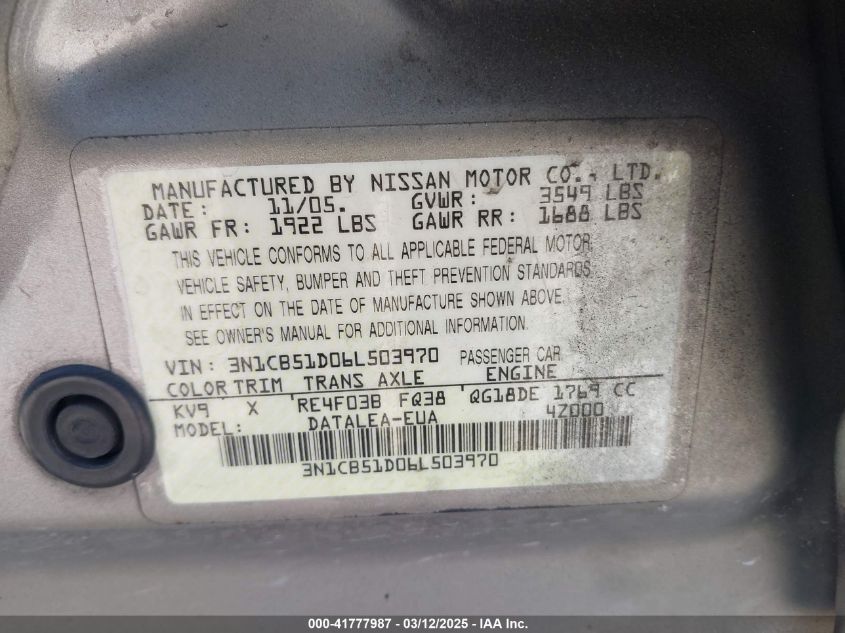 MANUFACTURED BY NISSAN MOTOR CO., LTD.
DATE: 11/05. GVWR: 3549 LBS
GAWR FR: 1922 LBS GAWR RR: 1688 LBS
THIS VEHICLE CONFORMS TO ALL APPLICABLE FEDERAL MOTOR
VEHICLE SAFETY, BUMPER AND THEFT PREVENTION STANDARDS
IN EFFECT ON THE DATE OF MANUFACTURE SHOWN ABOVE.
SEE OWNER'S MANUAL FOR ADDITIONAL INFORMATION.
VIN: 3N1CB51D06L503970 PASSENGER CAR
COLOR TRIM TRANS AXLE ENGINE
KV9 X RE4F03B FQ38 QG18DE 1769 CC
MODEL: DATALEA-EUA 4Z000
3N1CB51D06L503970
000-41777987 - 03/12/2025 - IAA Inc.